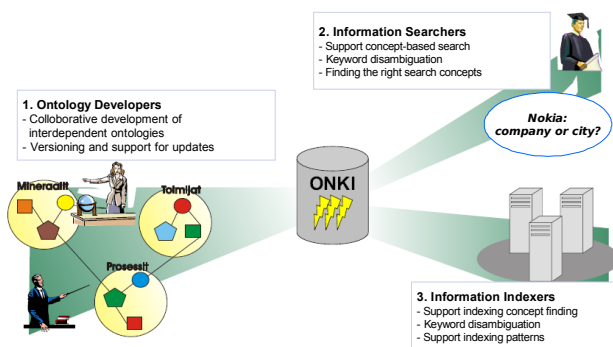 2. Information Searchers
- Support concept-based search
- Keyword disambiguation
- Finding the right search concepts
1. Ontology Developers
- Colloborative development of
interdependent ontologies
- Versioning and support for updates
Nokia:
company or city?
ONKI
Mineraalit
Toimijat
Prosessit
3. Information Indexers
- Support indexing concept finding
- Keyword disambiguation
- Support indexing patterns